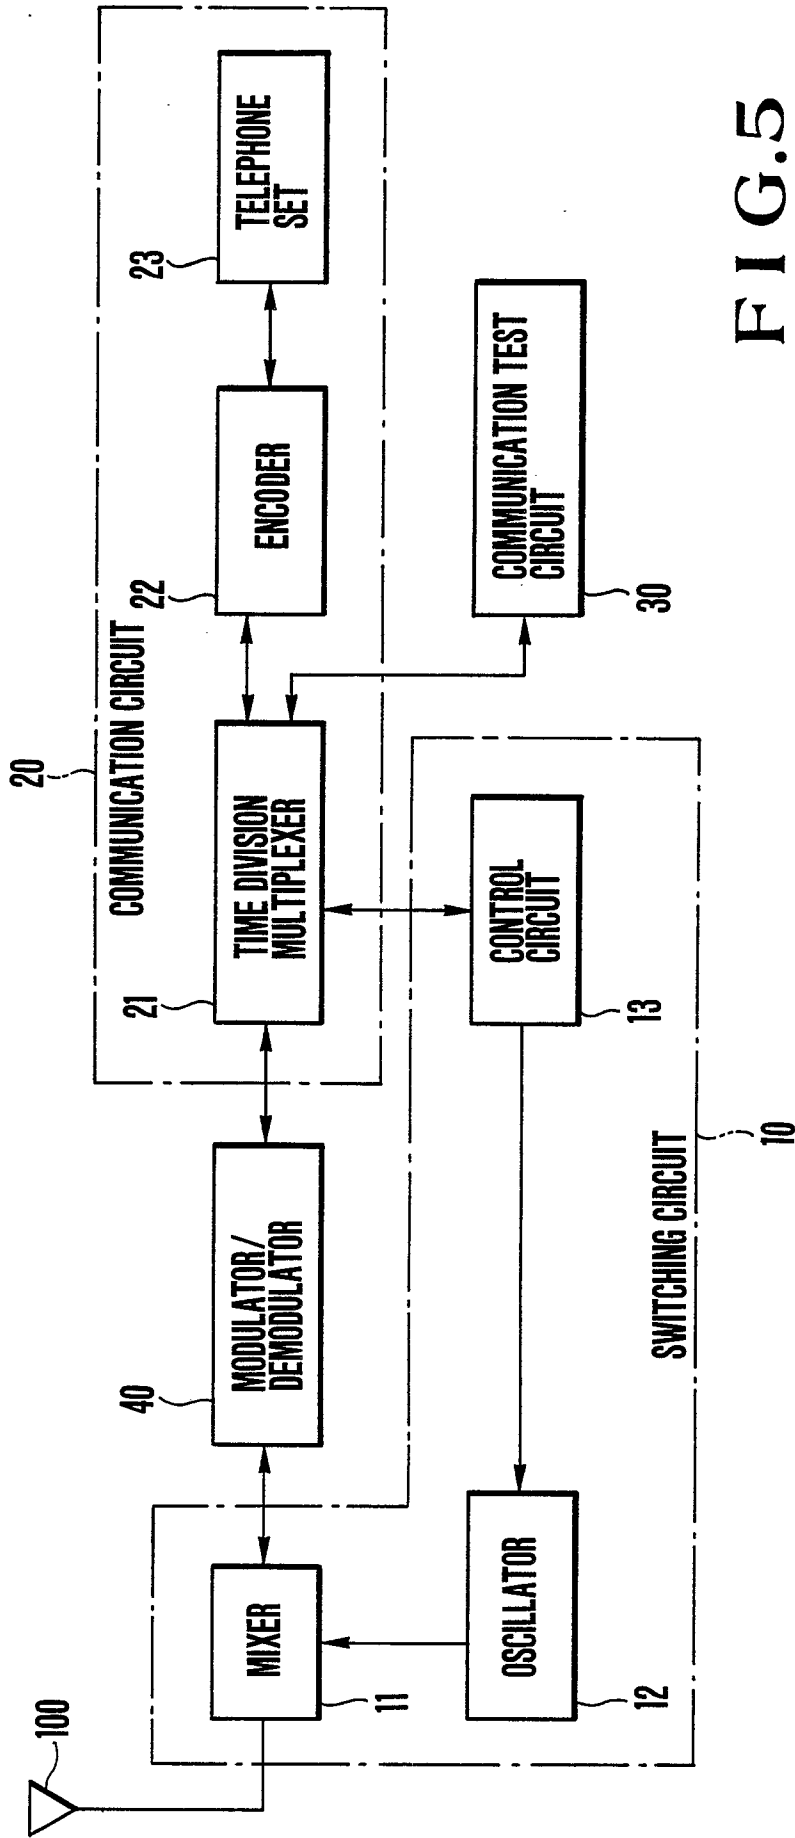 100
MIXER
11
OSCILLATOR
12
40
MODULATOR/
DEMODULATOR
SWITCHING CIRCUIT
10
21
TIME DIVISION
MULTIPLEXER
CONTROL
CIRCUIT
13
20
COMMUNICATION CIRCUIT
22
ENCODER
23
TELEPHONE
SET
COMMUNICATION TEST
CIRCUIT
30
FIG.5